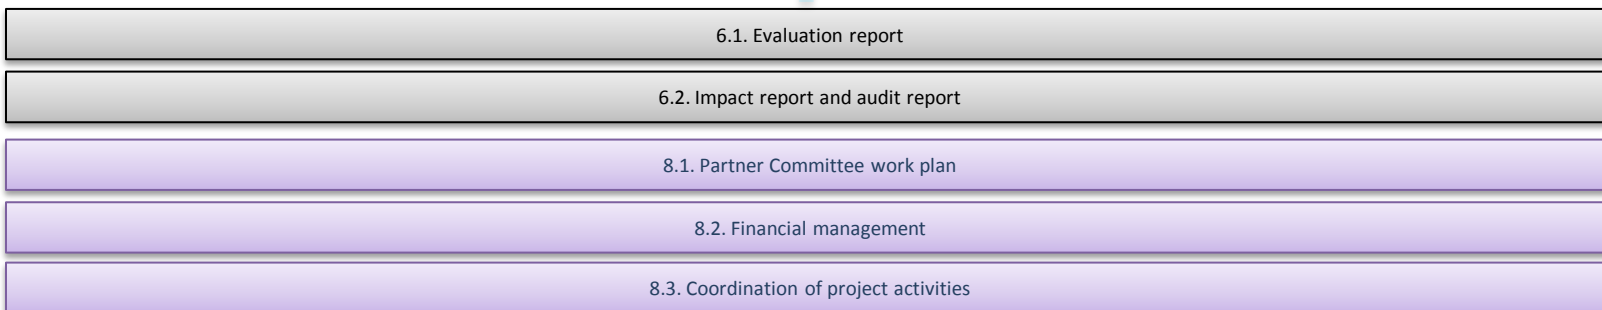 6.1. Evaluation report
6.2. Impact report and audit report
8.1. Partner Committee work plan
8.2. Financial management
8.3. Coordination of project activities